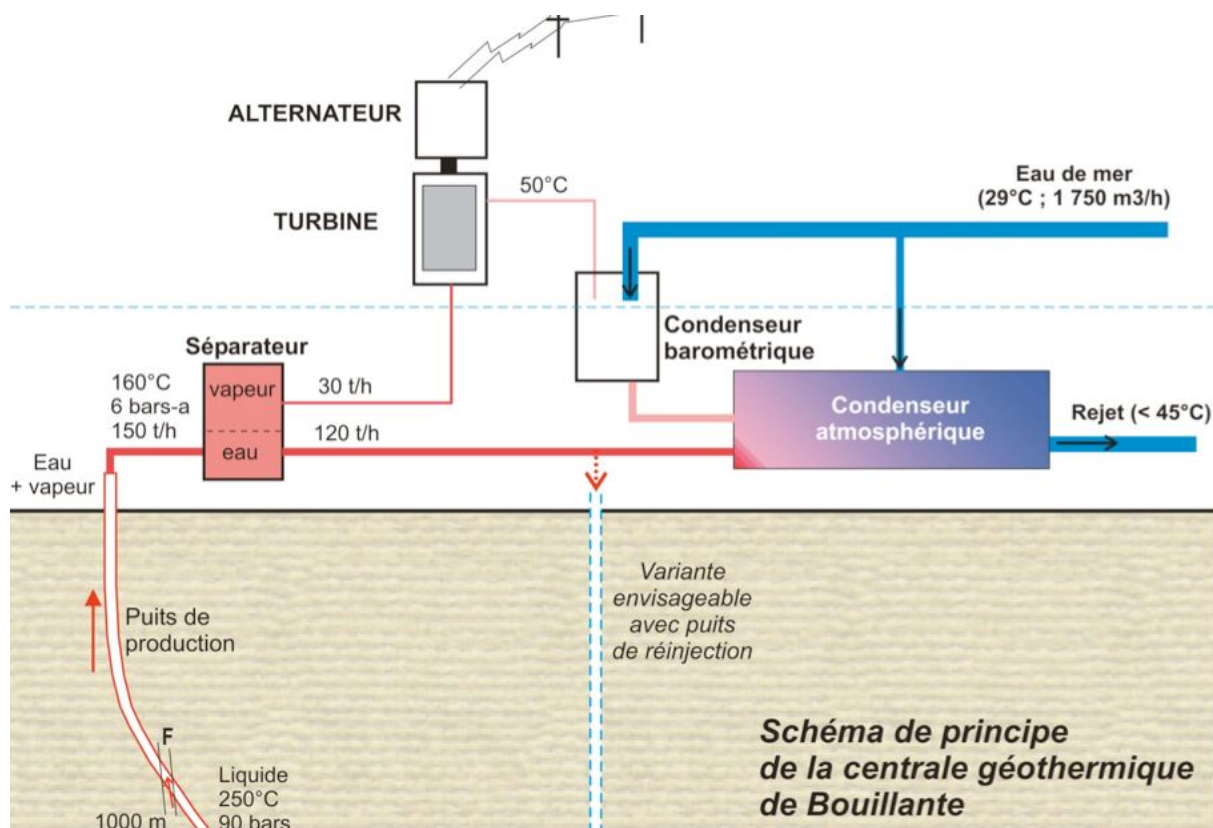 ALTERNATEUR
TURBINE
50°C
Eau de mer
(29°C ; 1 750 m3/h)
Séparateur
160°C
6 bars-a
150 t/h
vapeur
eau
30 t/h
120 t/h
Condenseur
barométrique
Condenseur
atmosphérique
Rejet (< 45°C)
Eau
+ vapeur
Puits de
production
Variante
envisageable
avec puits
de réinjection
F
Liquide
250°C
90 bars
1000 m
Schéma de principe
de la centrale géothermique
de Bouillante